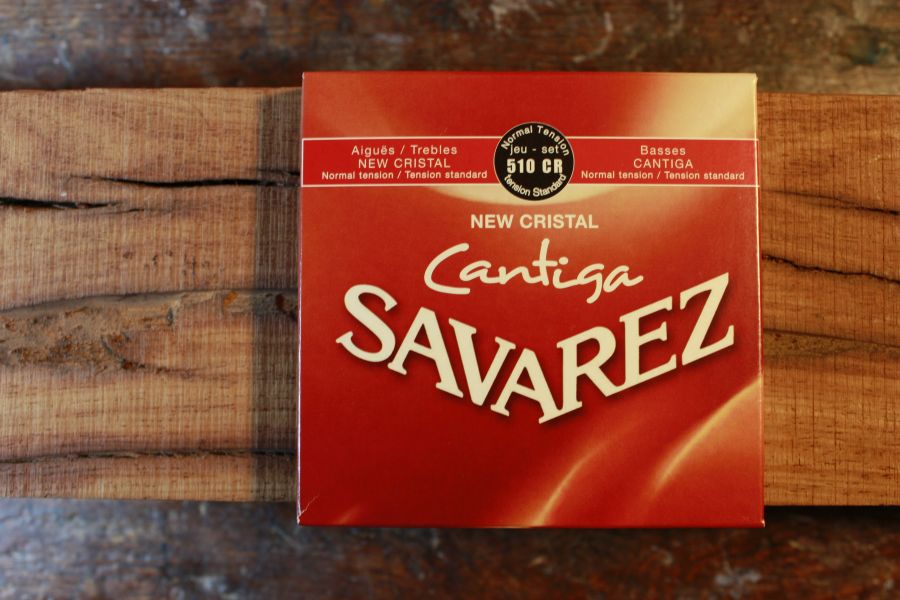 Normal Tension
jeu - set
510 CR
tension Standard
Aiguës / Trebles
NEW CRISTAL
Normal tension / Tension standard
Basses
CANTIGA
Normal tension / Tension standard
NEW CRISTAL
Cantiga
SAVAREZ